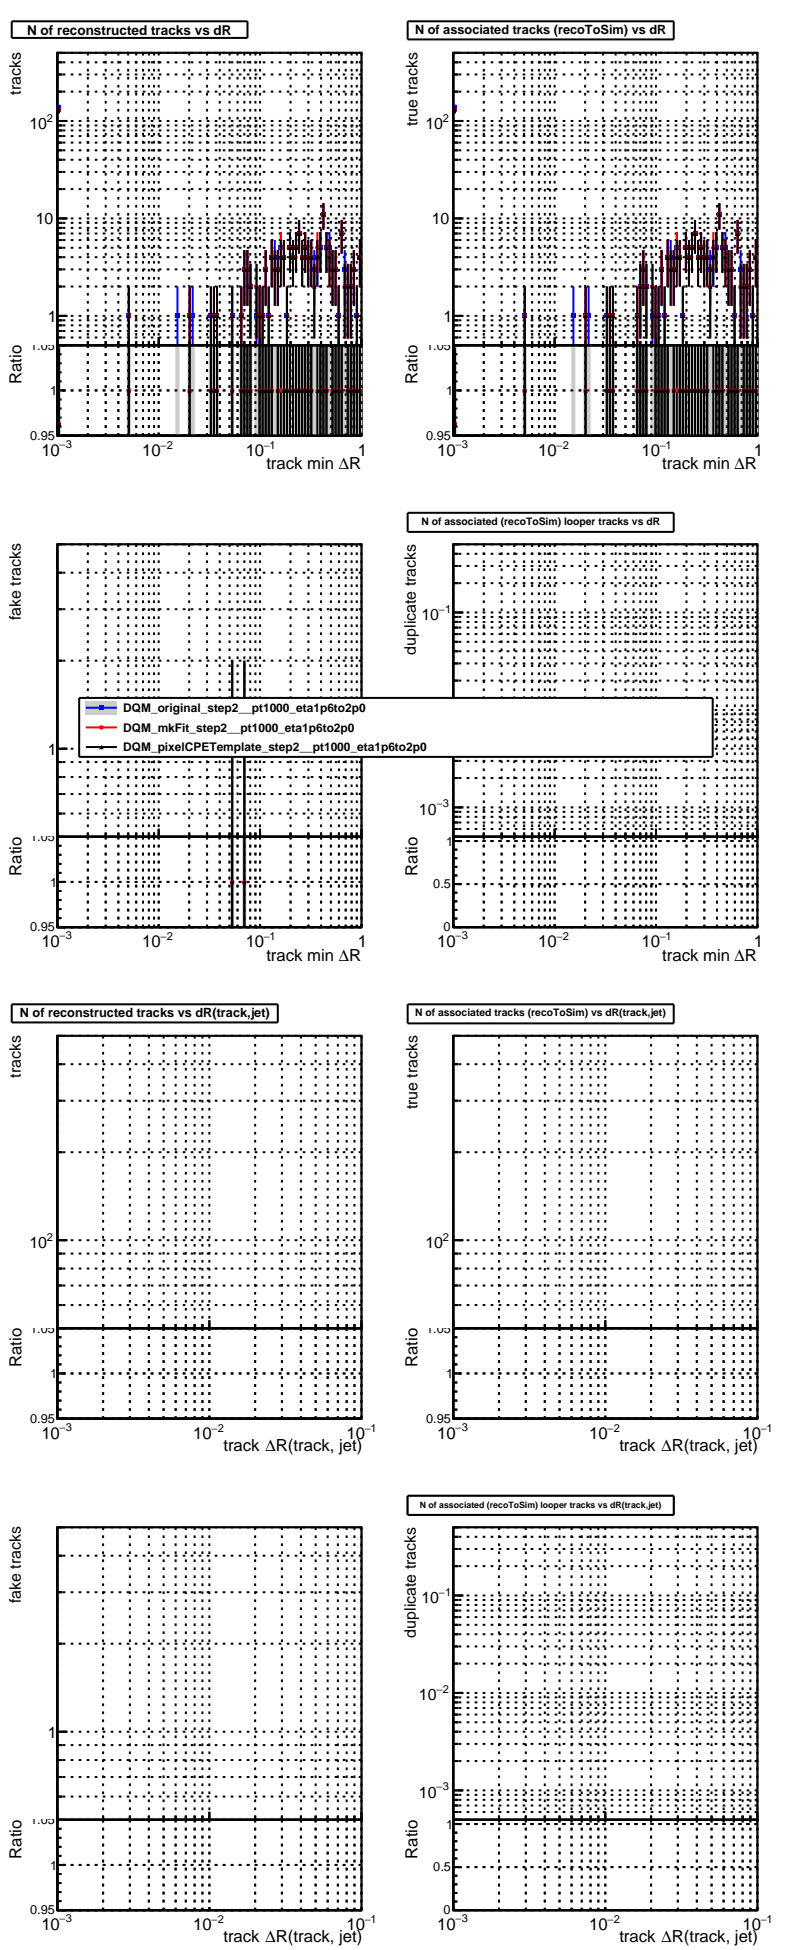 N of reconstructed tracks vs dR
N of associated tracks (recoToSim) vs dR
tracks
10²
10
1
Ratio
1.05
1
0.95
10⁻³ 10⁻² 10⁻¹ 1
track min ΔR
true tracks
10²
10
1
Ratio
1.05
1
0.95
10⁻³ 10⁻² 10⁻¹ 1
track min ΔR
N of associated (recoToSim) looper tracks vs dR
fake tracks
1
Ratio
1.05
1
0.95
10⁻³ 10⁻² 10⁻¹ 1
track min ΔR
duplicate tracks
10⁻¹
10⁻³
Ratio
1
0.5
0
10⁻³ 10⁻² 10⁻¹ 1
track min ΔR
DQM_original_step2__pt1000_eta1p6to2p0
DQM_mkFit_step2__pt1000_eta1p6to2p0
DQM_pixelCPETemplate_step2__pt1000_eta1p6to2p0
N of reconstructed tracks vs dR(track,jet)
N of associated tracks (recoToSim) vs dR(track,jet)
tracks
10²
Ratio
1.05
1
0.95
10⁻³ 10⁻² 10⁻¹
track ΔR(track, jet)
true tracks
10²
Ratio
1.05
1
0.95
10⁻³ 10⁻² 10⁻¹
track ΔR(track, jet)
N of associated (recoToSim) looper tracks vs dR(track,jet)
fake tracks
1
Ratio
1.05
1
0.95
10⁻³ 10⁻² 10⁻¹
track ΔR(track, jet)
duplicate tracks
10⁻¹
10⁻²
10⁻³
Ratio
1
0.5
0
10⁻³ 10⁻² 10⁻¹
track ΔR(track, jet)